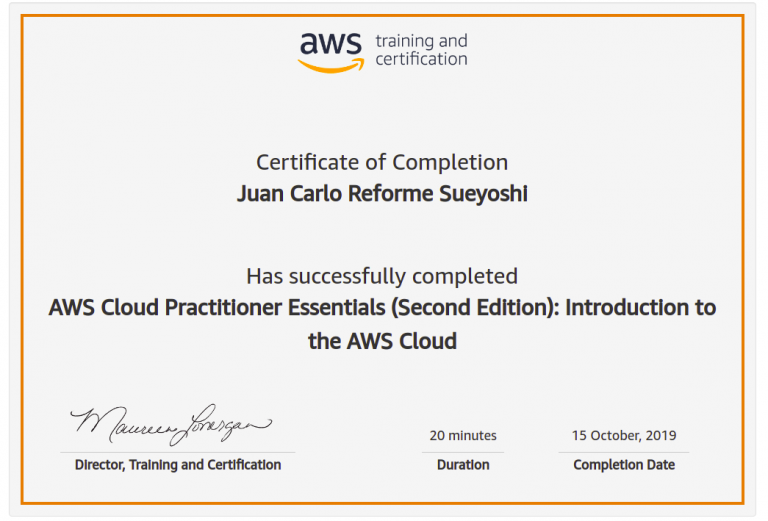 aws training and
certification
Certificate of Completion
Juan Carlo Reforme Sueyoshi
Has successfully completed
AWS Cloud Practitioner Essentials (Second Edition): Introduction to
the AWS Cloud
Maureen Lonergan
Director, Training and Certification
20 minutes
Duration
15 October, 2019
Completion Date